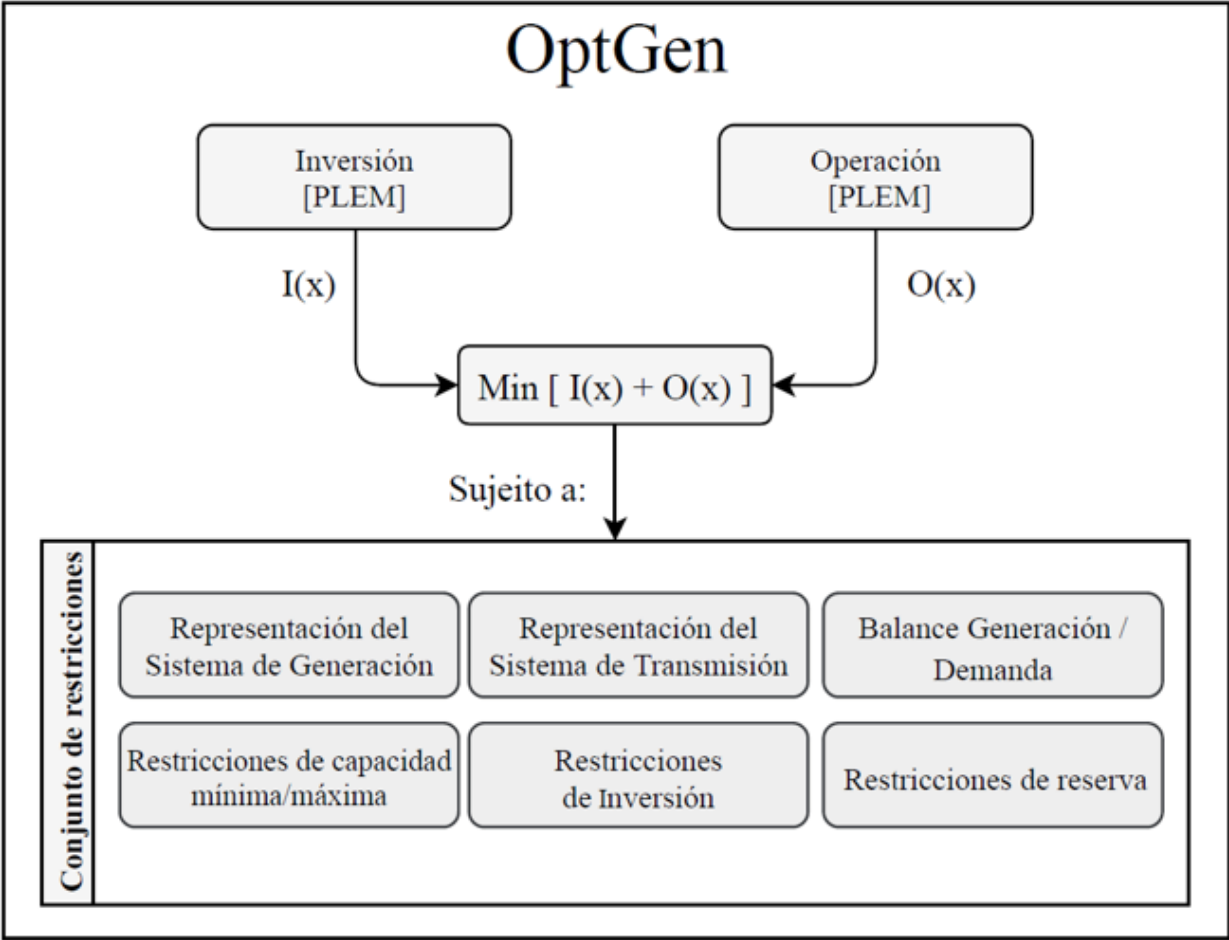 OptGen
Inversión
[PLEM]
Operación
[PLEM]
I(x)
O(x)
Min [ I(x) + O(x) ]
Sujeito a:
Conjunto de restricciones
Representación del
Sistema de Generación
Representación del
Sistema de Transmisión
Balance Generación /
Demanda
Restricciones de capacidad
mínima/máxima
Restricciones
de Inversión
Restricciones de reserva